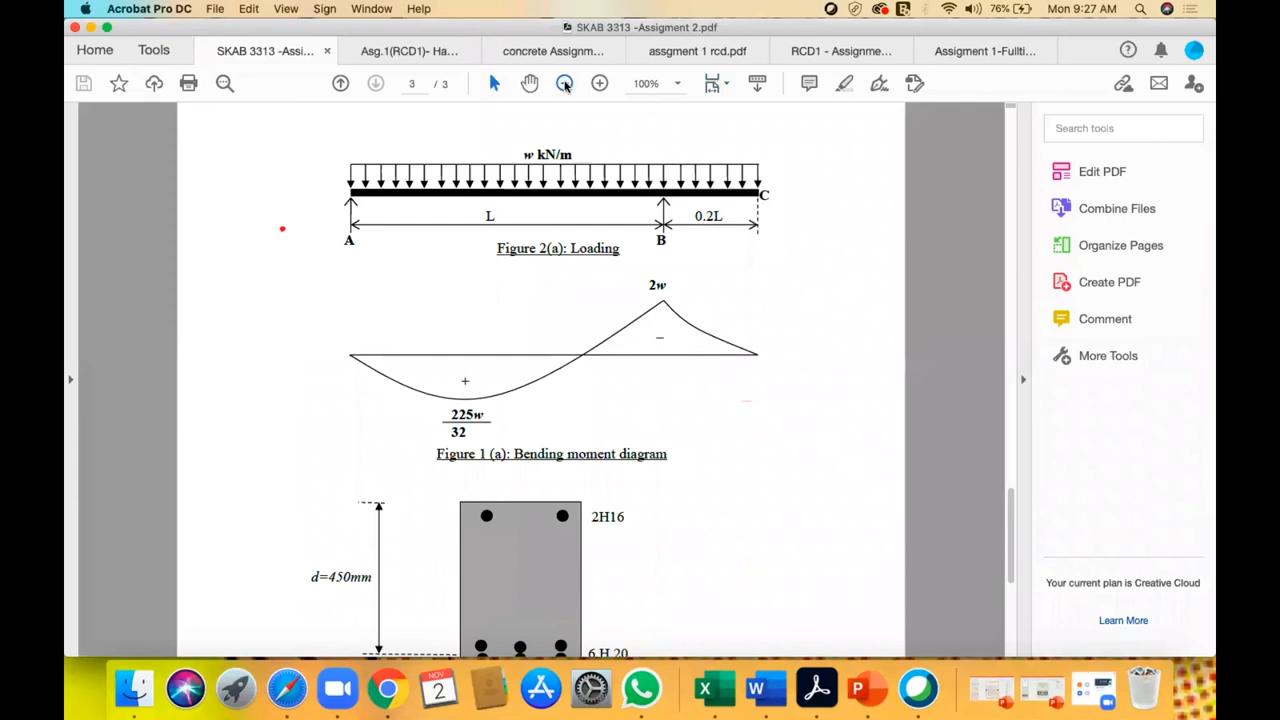 Acrobat Pro DC File Edit View Sign Window Help 76% Mon 9:27 AM
SKAB 3313 -Assigment 2.pdf
Home Tools SKAB 3313 -Assi... × Asg.1(RCD1)- Ha... concrete Assignm... assgment 1 rcd.pdf RCD1 - Assignme... Assigment 1-Fullti...
3 / 3 100%
w kN/m
C
L 0.2L
A B
Figure 2(a): Loading
2w
−
+
225w
32
Figure 1 (a): Bending moment diagram
2H16
d=450mm
6 H 20
Search tools
Edit PDF
Combine Files
Organize Pages
Create PDF
Comment
More Tools
Your current plan is Creative Cloud
Learn More
NOV
2